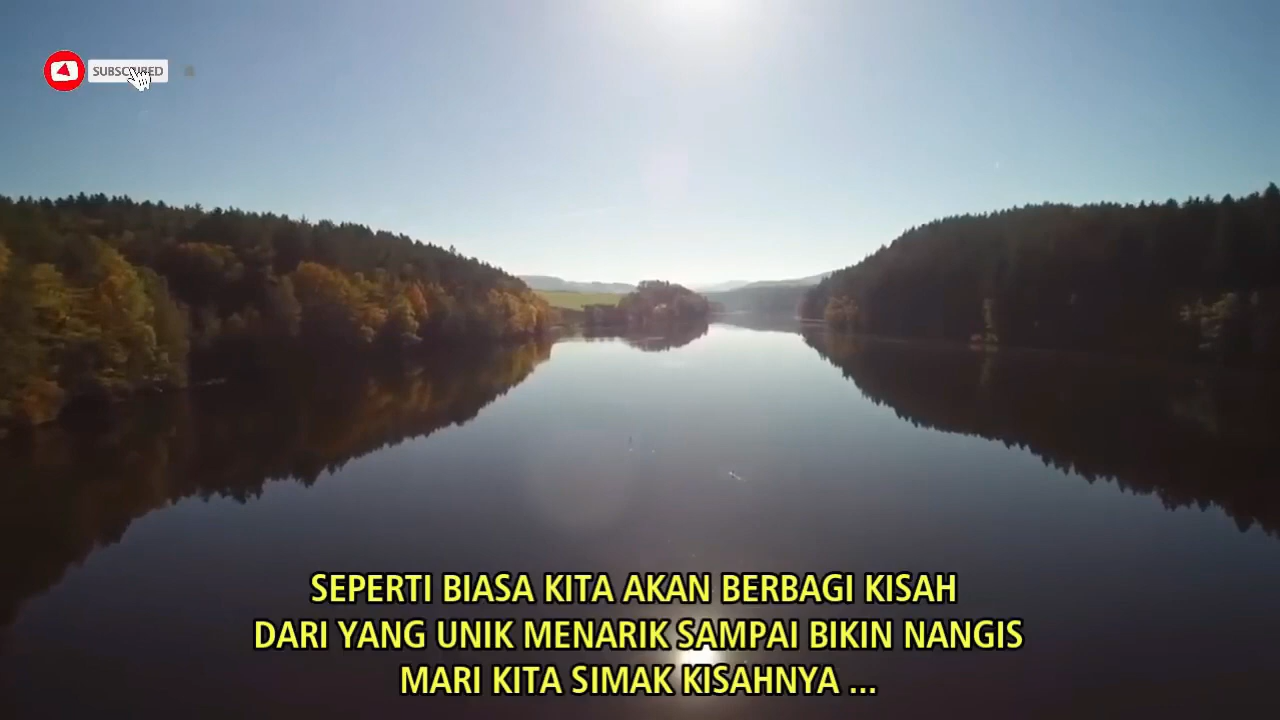 SUBSCRIBED
SEPERTI BIASA KITA AKAN BERBAGI KISAH
DARI YANG UNIK MENARIK SAMPAI BIKIN NANGIS
MARI KITA SIMAK KISAHNYA ...